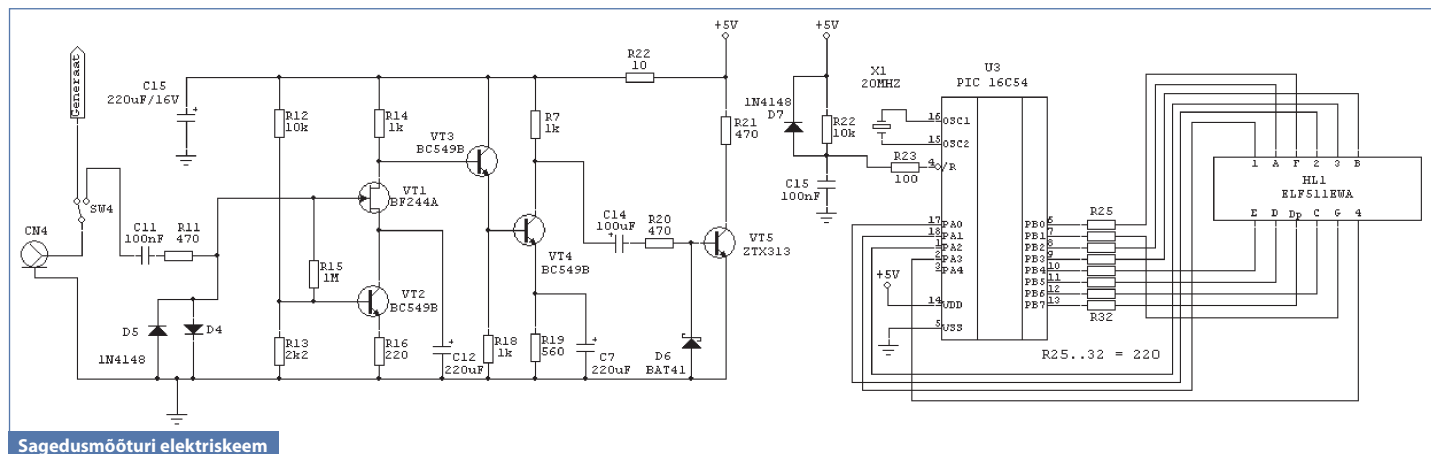 Generaat
SW4
CN4
C15
220uF/16V
C11
100nF
R11
470
D5
1N4148
D4
R12
10k
R13
2k2
R15
1M
R14
1k
VT1
BF244A
VT2
BC549B
R16
220
C12
220uF
VT3
BC549B
R18
1k
R7
1k
VT4
BC549B
R19
560
C7
220uF
C14
100uF
R20
470
R22
10
+5V
R21
470
VT5
ZTX313
D6
BAT41
+5V
1N4148
D7
R22
10k
C15
100nF
R23
100
X1
20MHZ
U3
PIC 16C54
16
OSC1
15
OSC2
4
/R
17
PA0
18
PA1
1
PA2
2
PA3
PA4
+5V
14
VDD
5
VSS
PB0
6
PB1
7
PB2
8
PB3
9
PB4
10
PB5
11
PB6
12
PB7
13
R25
R32
R25..32 = 220
1 A F 2 3 B
HL1
ELF511EWA
E D Dp C G 4
Sagedusmõõturi elektriskeem